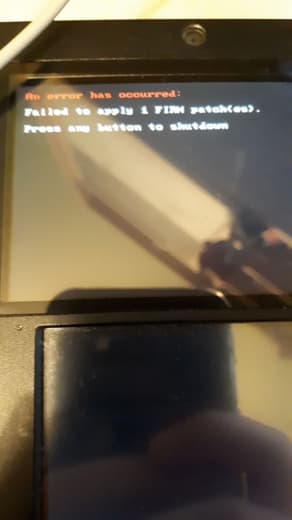 An error has occurred:
Failed to apply 1 FIRM patch(es).
Press any button to shutdown